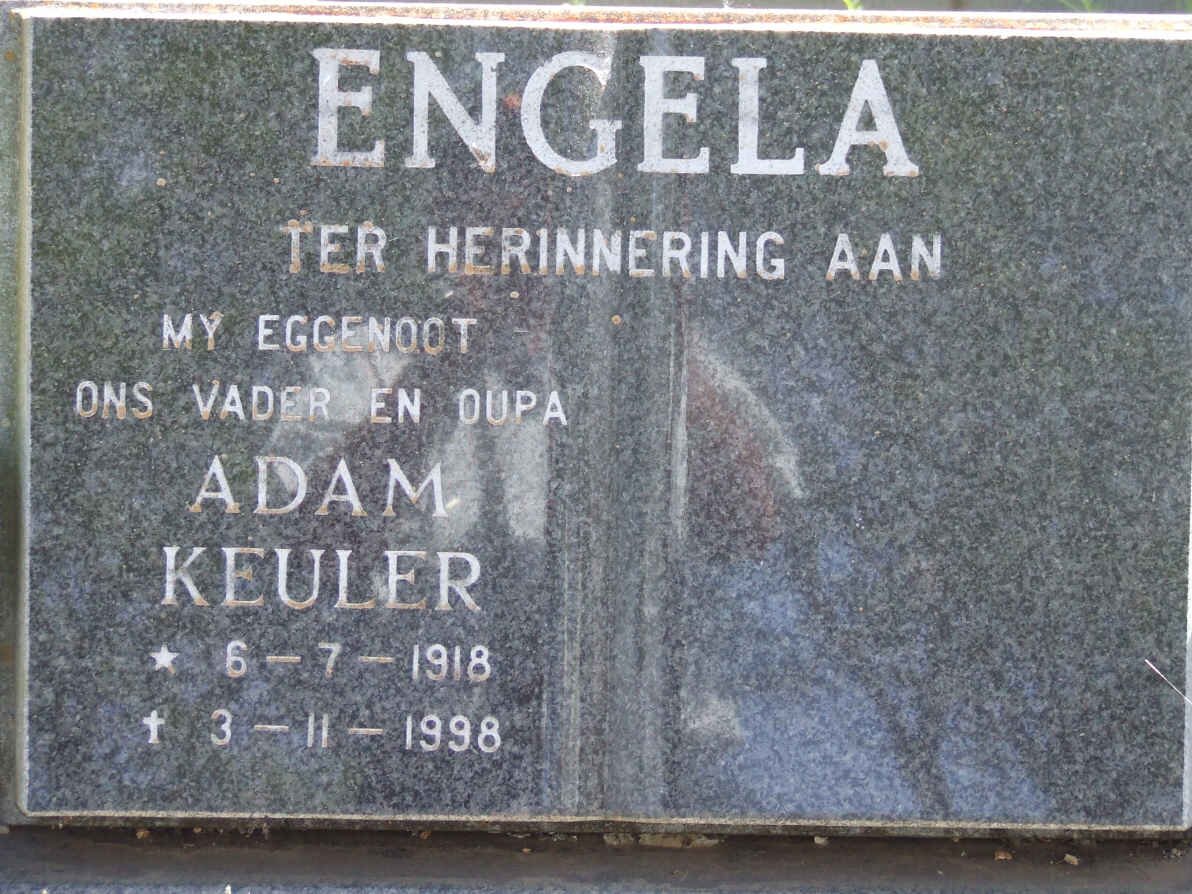 ENGELA
TER HERINNERING AAN
MY EGGENOOT
ONS VADER EN OUPA
ADAM
KEULER
★ 6 – 7 – 1918
✝ 3 – 11 – 1998